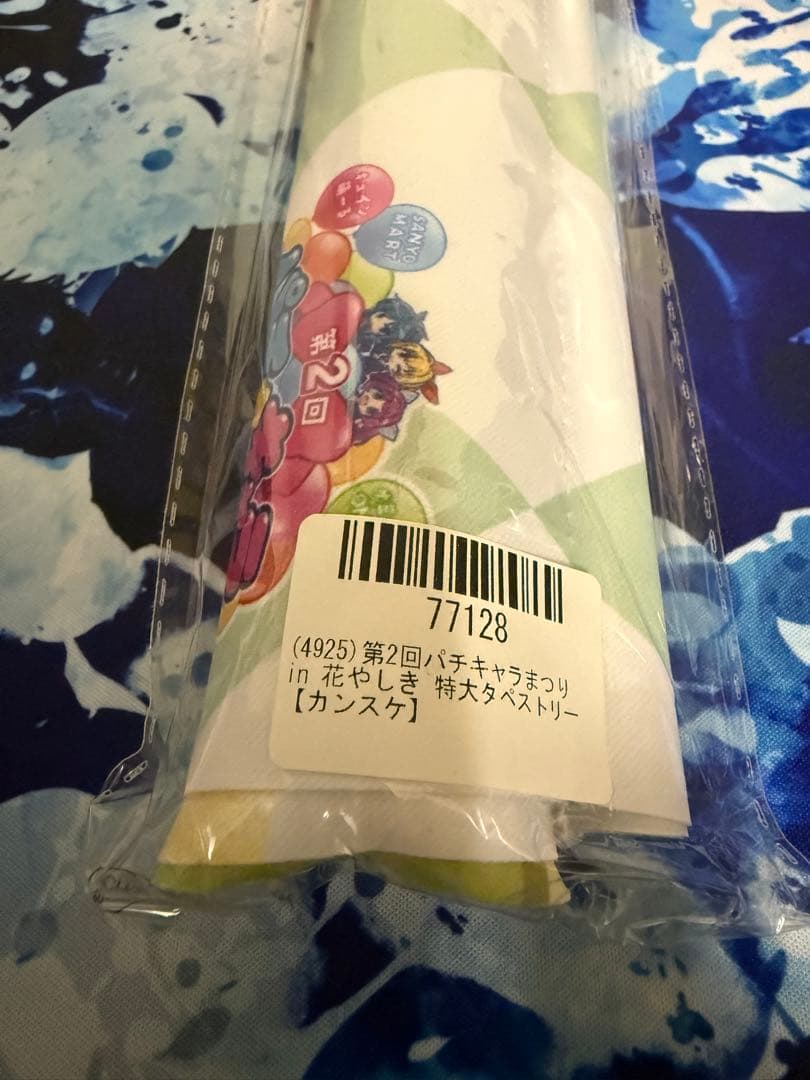 SANYO
MART
第2回
77128
(4925)第2回パチキャラまつり
in 花やしき 特大タペストリー
【カンスケ】